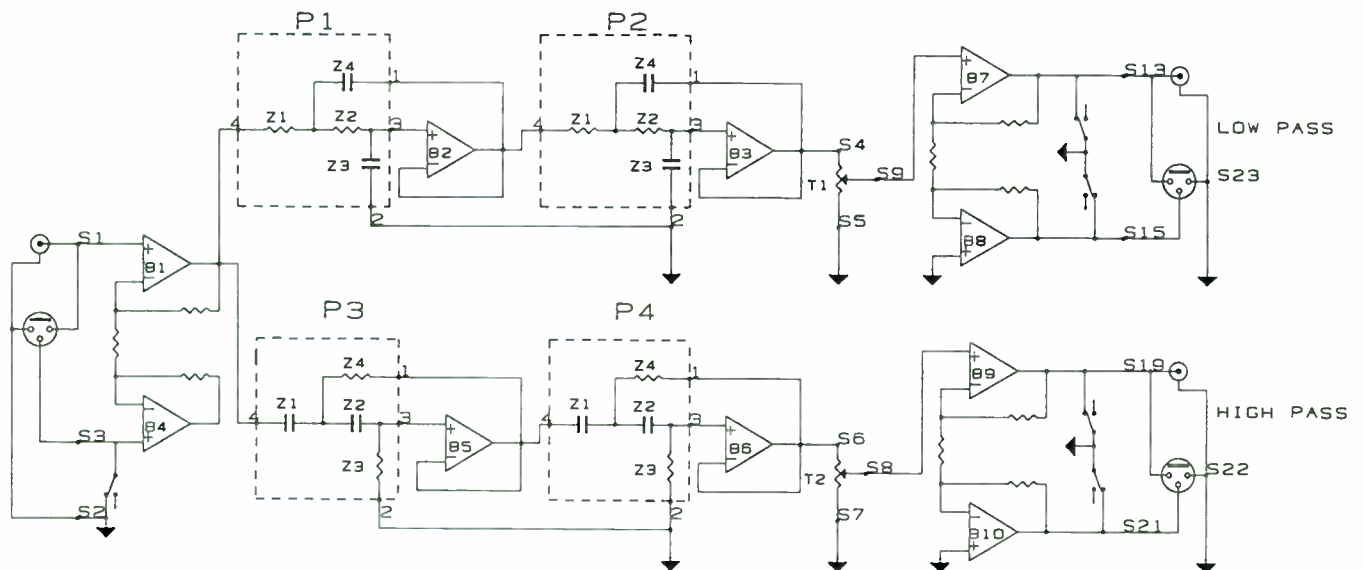 P1
P2
Z4 1
Z4 1
4 Z1 Z2 3
4 Z1 Z2 3
Z3
Z3
B2
B3
2
2
S4
T1
S9
S5
B7
B8
S13
S15
S23
LOW PASS
S1
B1
S3
B4
S2
P3
P4
Z4 1
Z4 1
4 Z1 Z2 3
4 Z1 Z2 3
Z3
Z3
B5
B6
2
2
S6
T2
S8
S7
B9
B10
S19
S21
S22
HIGH PASS